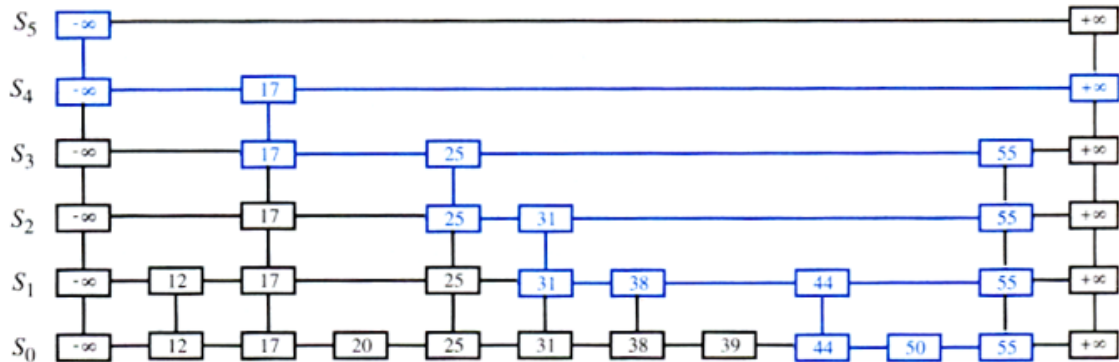 S5 -∞ +∞
S4 -∞ 17 +∞
S3 -∞ 17 25 55 +∞
S2 -∞ 17 25 31 55 +∞
S1 -∞ 12 17 25 31 38 44 55 +∞
S0 -∞ 12 17 20 25 31 38 39 44 50 55 +∞